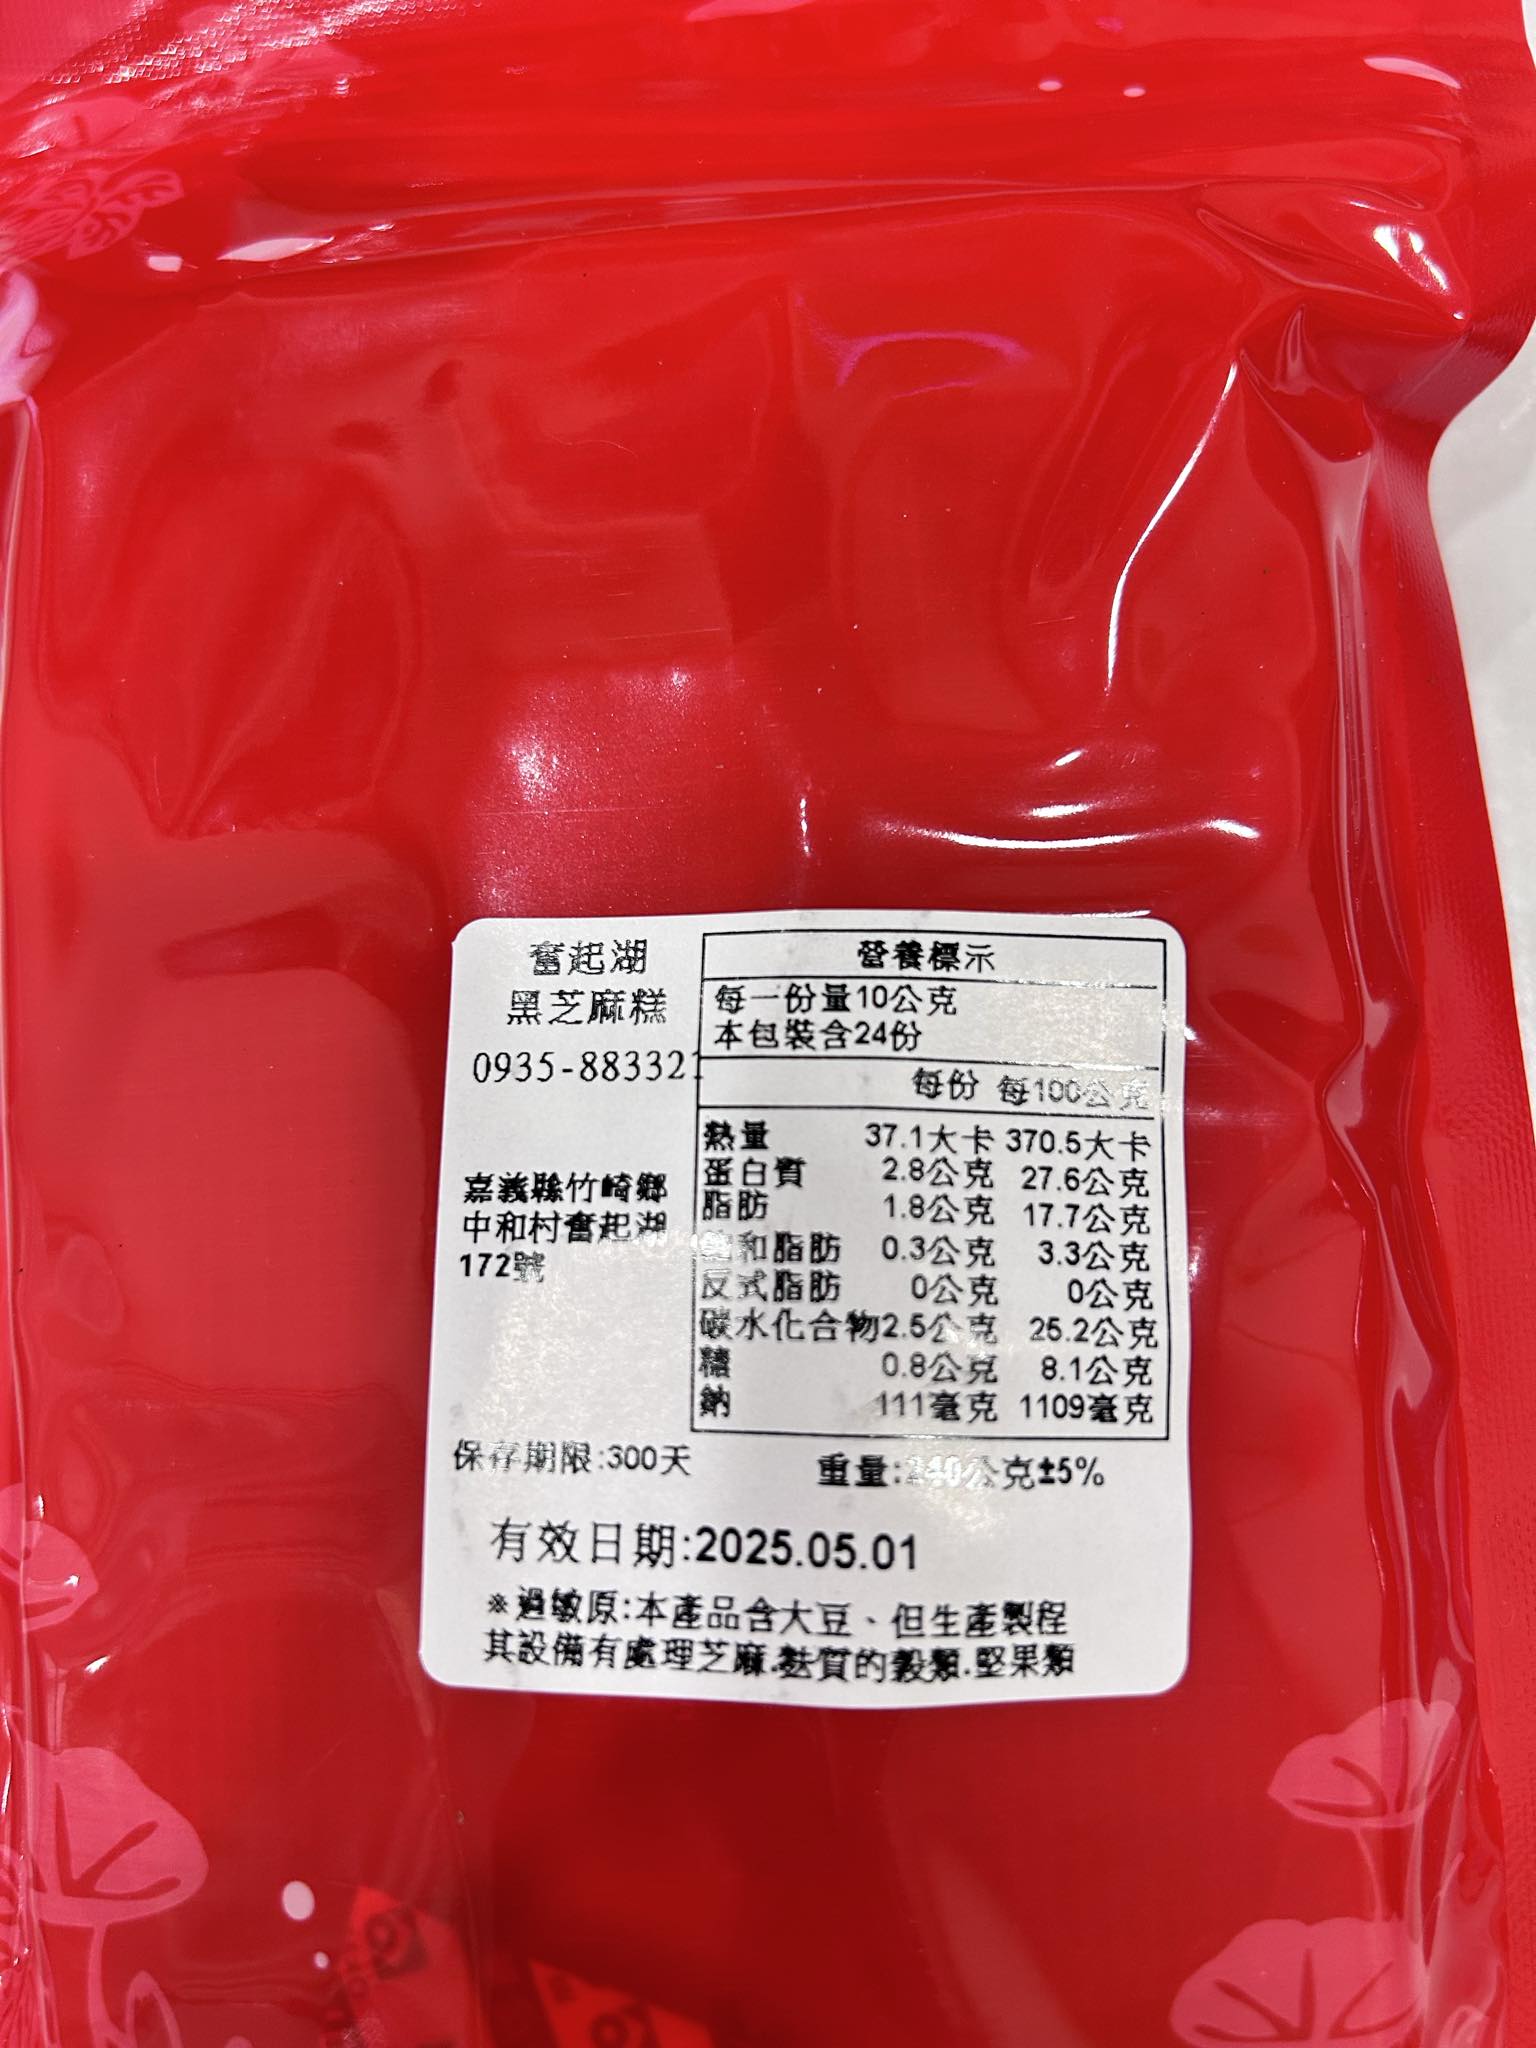 奮起湖
黑芝麻糕
0935-883321
嘉義縣竹崎鄉
中和村奮起湖
172號
營養標示
每一份量10公克
本包裝含24份
每份 每100公克
熱量 37.1大卡 370.5大卡
蛋白質 2.8公克 27.6公克
脂肪 1.8公克 17.7公克
飽和脂肪 0.3公克 3.3公克
反式脂肪 0公克 0公克
碳水化合物2.5公克 25.2公克
糖 0.8公克 8.1公克
鈉 111毫克 1109毫克
保存期限:300天
重量:240公克±5%
有效日期:2025.05.01
※過敏原:本產品含大豆、但生產製程
其設備有處理芝麻.麩質的穀類.堅果類